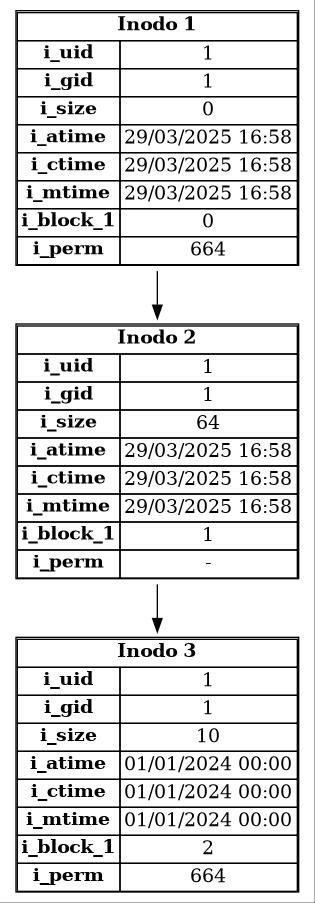 Inodo 1
i_uid 1
i_gid 1
i_size 0
i_atime 29/03/2025 16:58
i_ctime 29/03/2025 16:58
i_mtime 29/03/2025 16:58
i_block_1 0
i_perm 664
Inodo 2
i_uid 1
i_gid 1
i_size 64
i_atime 29/03/2025 16:58
i_ctime 29/03/2025 16:58
i_mtime 29/03/2025 16:58
i_block_1 1
i_perm -
Inodo 3
i_uid 1
i_gid 1
i_size 10
i_atime 01/01/2024 00:00
i_ctime 01/01/2024 00:00
i_mtime 01/01/2024 00:00
i_block_1 2
i_perm 664